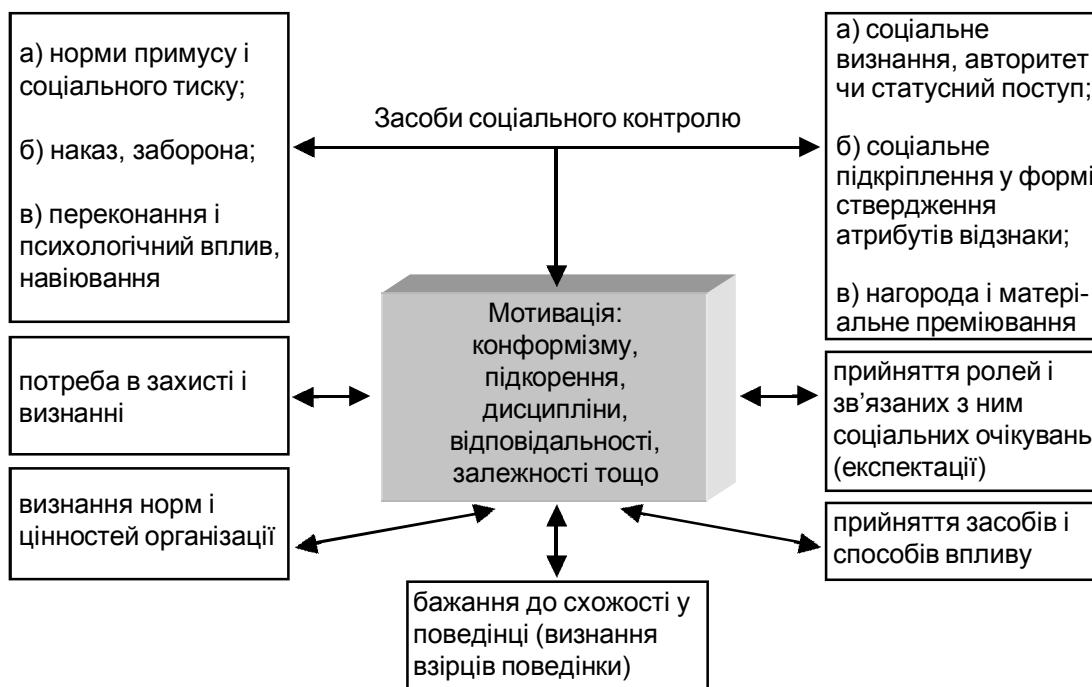 а) норми примусу і
соціального тиску;
б) наказ, заборона;
в) переконання і
психологічний вплив,
навіювання
Засоби соціального контролю
а) соціальне
визнання, авторитет
чи статусний поступ;
б) соціальне
підкріплення у формі
ствердження
атрибутів відзнаки;
в) нагорода і матері-
альне преміювання
Мотивація:
конформізму,
підкорення,
дисципліни,
відповідальності,
залежності тощо
потреба в захисті і
визнанні
прийняття ролей і
зв’язаних з ним
соціальних очікувань
(експектації)
визнання норм і
цінностей організації
прийняття засобів і
способів впливу
бажання до схожості у
поведінці (визнання
взірців поведінки)